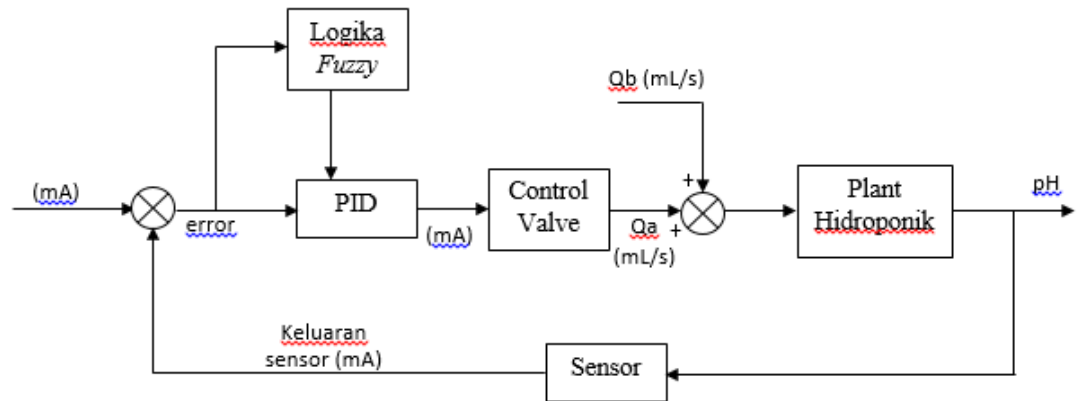 Logika
Fuzzy
Qb (mL/s)
(mA)
error
PID
(mA)
Control
Valve
+
+
Qa
(mL/s)
Plant
Hidroponik
pH
Keluaran
sensor (mA)
Sensor